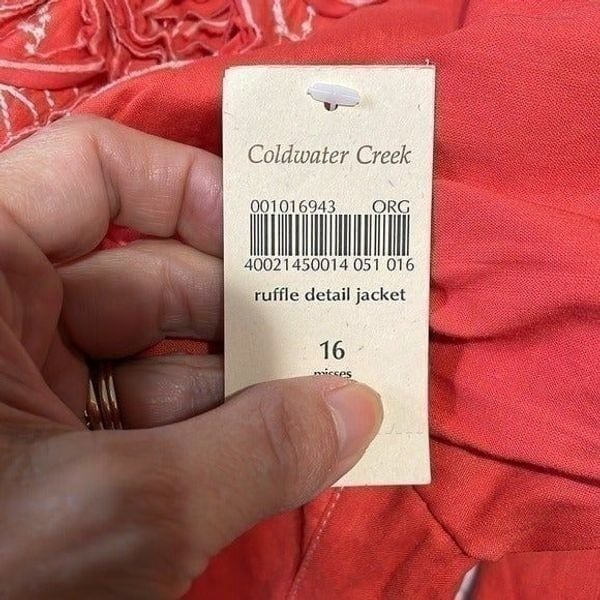 Coldwater Creek
001016943 ORG
40021450014 051 016
ruffle detail jacket
16
misses